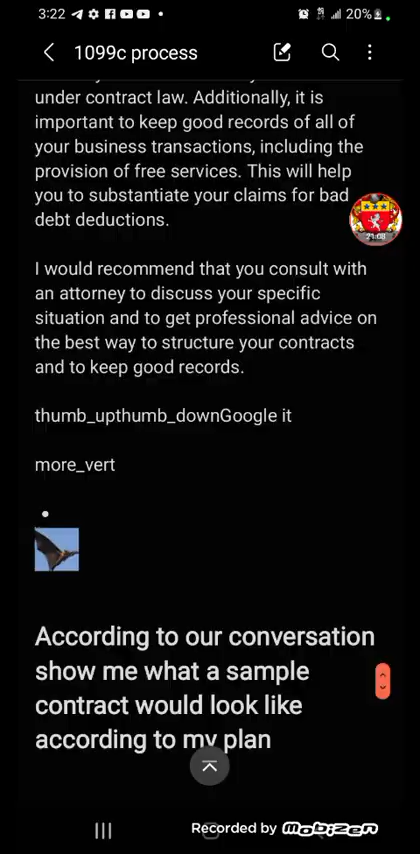 3:22
20%
1099c process
under contract law. Additionally, it is
important to keep good records of all of
your business transactions, including the
provision of free services. This will help
you to substantiate your claims for bad
debt deductions.
21:08
I would recommend that you consult with
an attorney to discuss your specific
situation and to get professional advice on
the best way to structure your contracts
and to keep good records.
thumb_upthumb_downGoogle it
more_vert
According to our conversation
show me what a sample
contract would look like
according to my plan
Recorded by mobizen